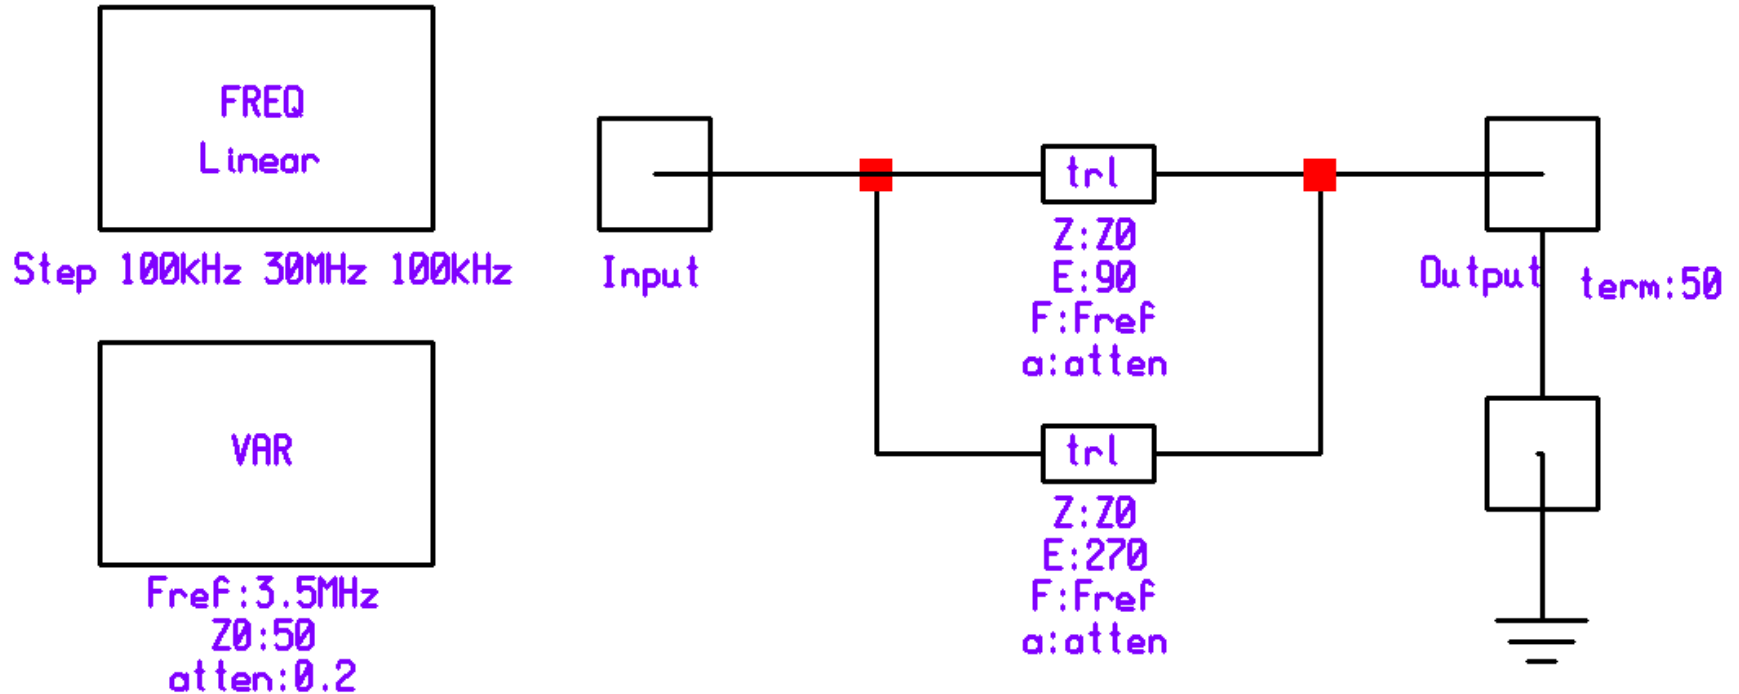 FREQ
Linear
Step 100kHz 30MHz 100kHz
VAR
Fref:3.5MHz
Z0:50
atten:0.2
Input
trl
Z:Z0
E:90
F:Fref
a:atten
trl
Z:Z0
E:270
F:Fref
a:atten
Output
term:50